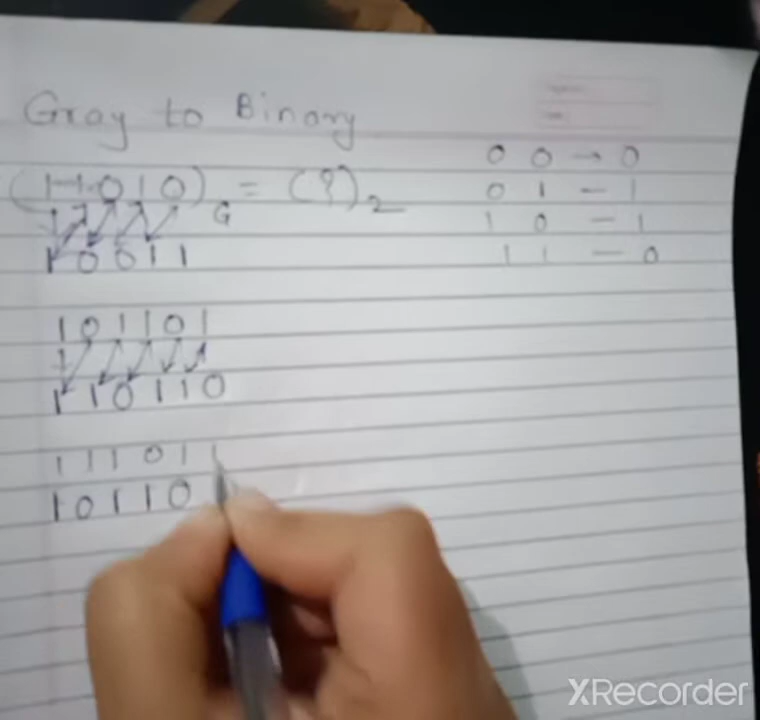 Gray to Binary
(11010)G = (?)2
10011
0 0 → 0
0 1 - 1
1 0 - 1
1 1 - 0
101101
110110
111011
10110
XRecorder